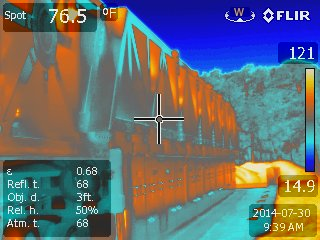 Spot 76.5 °F
W
FLIR
121
14.9
ε 0.68
Refl. t. 68
Obj. d. 3ft.
Rel. h. 50%
Atm. t. 68
2014-07-30
9:39 AM